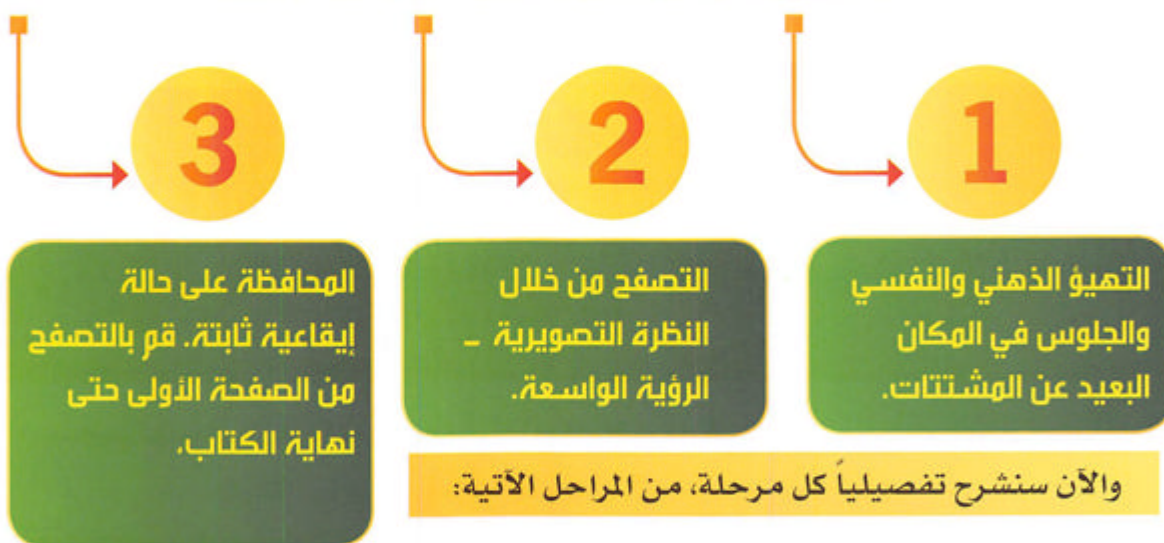 1
التهيؤ الذهني والنفسي
والجلوس في المكان
البعيد عن المشتتات.
2
التصفح من خلال
النظرة التصويرية _
الرؤية الواسعة.
3
المحافظة على حالة
إيقاعية ثابتة. قم بالتصفح
من الصفحة الأولى حتى
نهاية الكتاب.
والآن سنشرح تفصيلياً كل مرحلة، من المراحل الآتية: